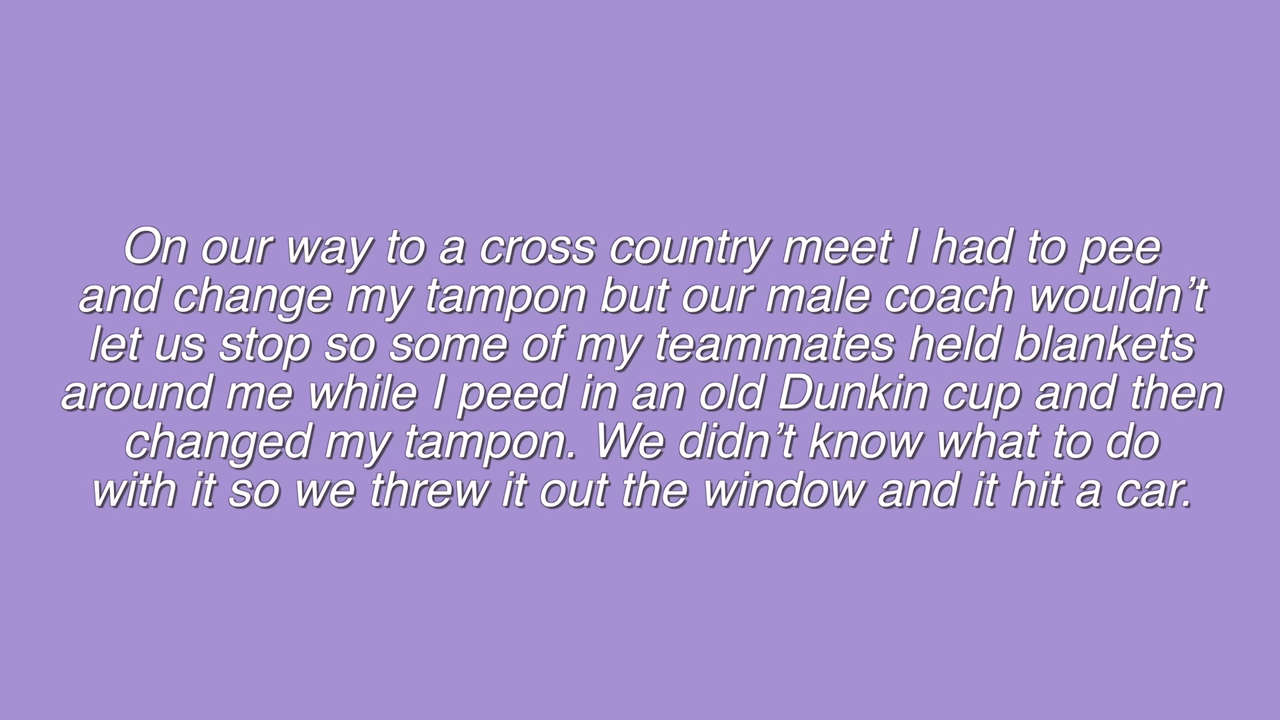 On our way to a cross country meet I had to pee
and change my tampon but our male coach wouldn’t
let us stop so some of my teammates held blankets
around me while I peed in an old Dunkin cup and then
changed my tampon. We didn’t know what to do
with it so we threw it out the window and it hit a car.